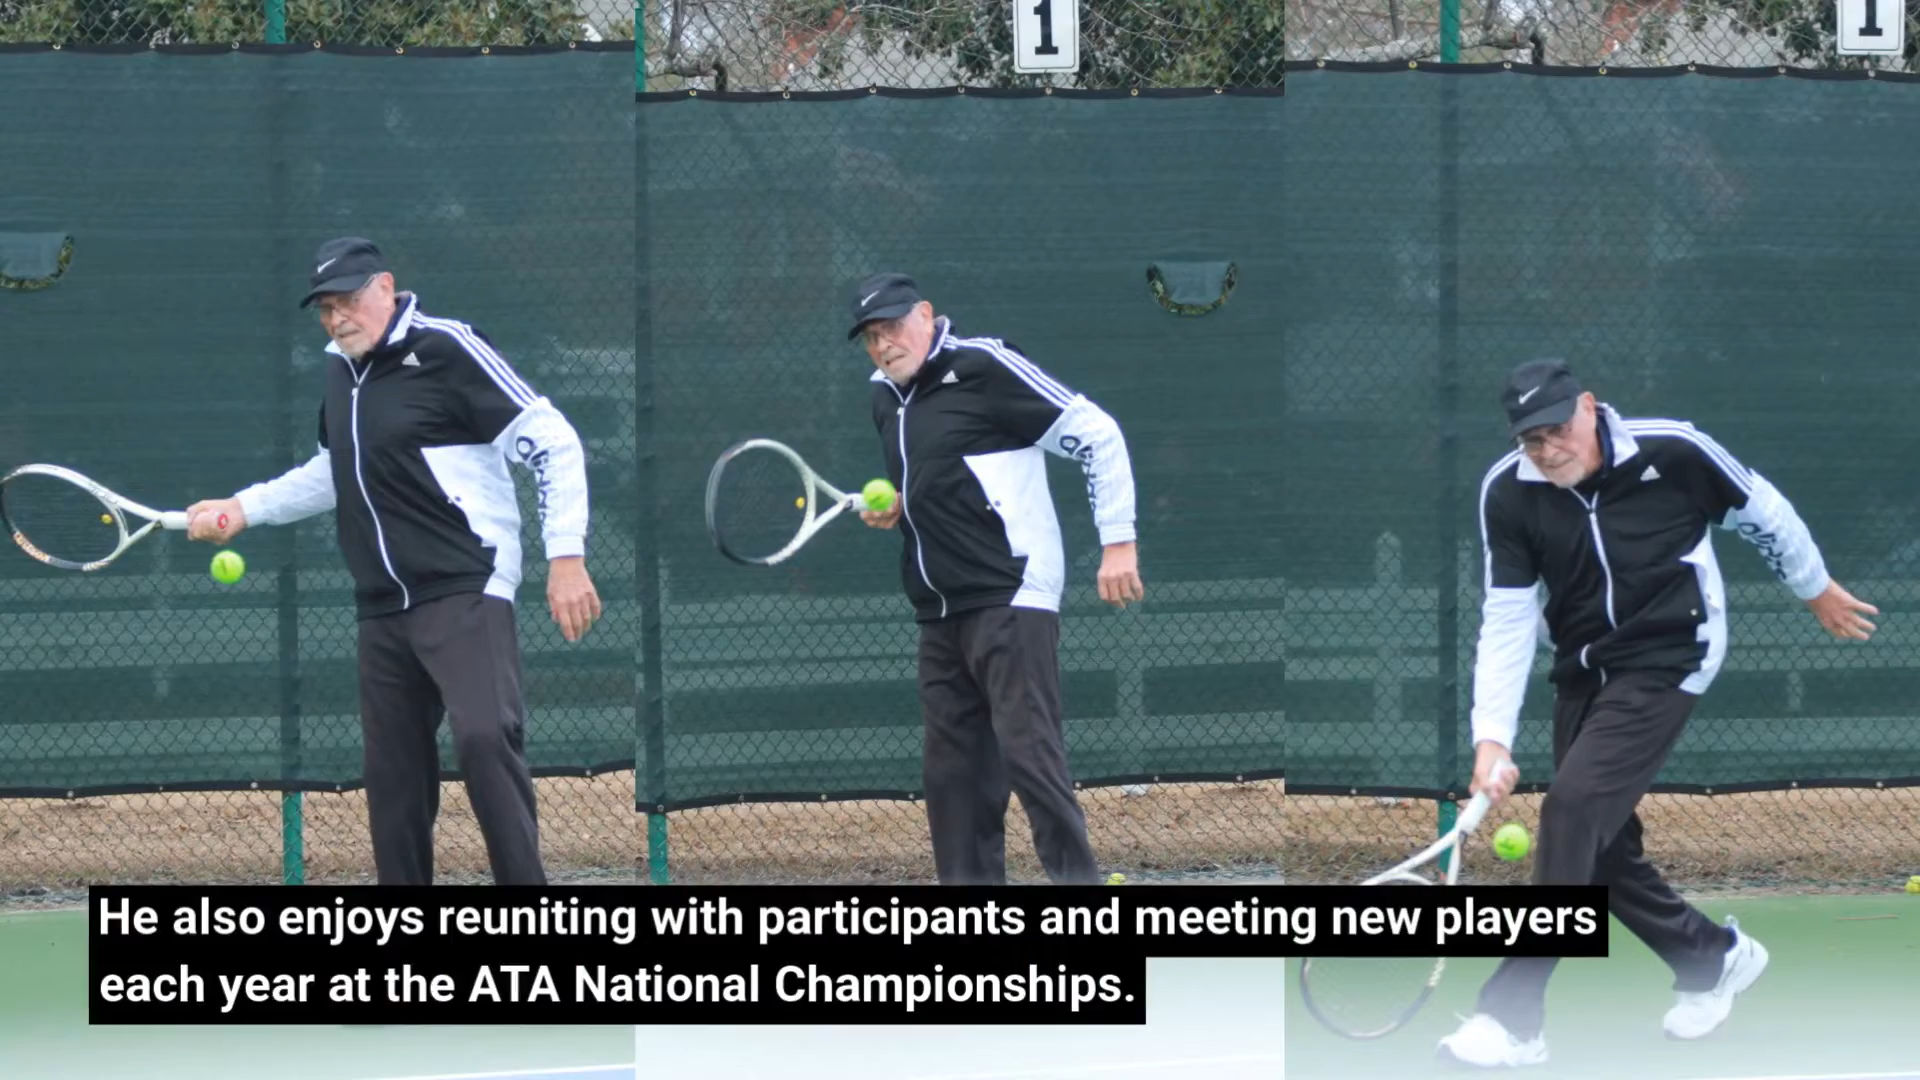 1
1
He also enjoys reuniting with participants and meeting new players
each year at the ATA National Championships.